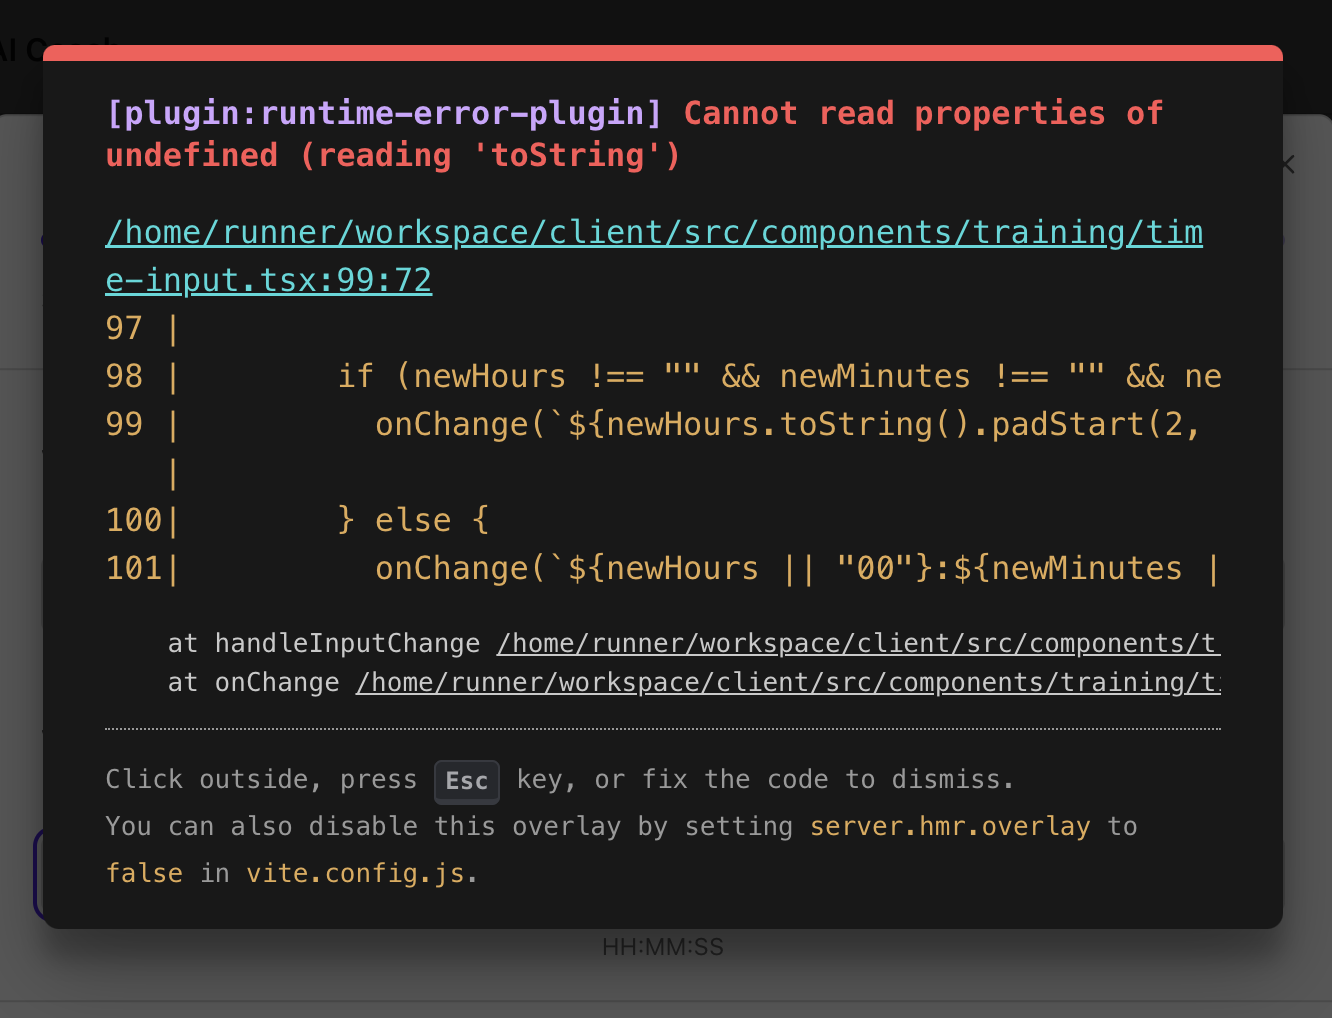 AI
[plugin:runtime-error-plugin] Cannot read properties of
undefined (reading 'toString')
/home/runner/workspace/client/src/components/training/tim
e-input.tsx:99:72
97 |
98 |        if (newHours !== "" && newMinutes !== "" && ne
99 |          onChange(`${newHours.toString().padStart(2,
|
100|        } else {
101|          onChange(`${newHours || "00"}:${newMinutes |
at handleInputChange /home/runner/workspace/client/src/components/t
at onChange /home/runner/workspace/client/src/components/training/ti
Click outside, press Esc key, or fix the code to dismiss.
You can also disable this overlay by setting server.hmr.overlay to
false in vite.config.js.
HH:MM:SS